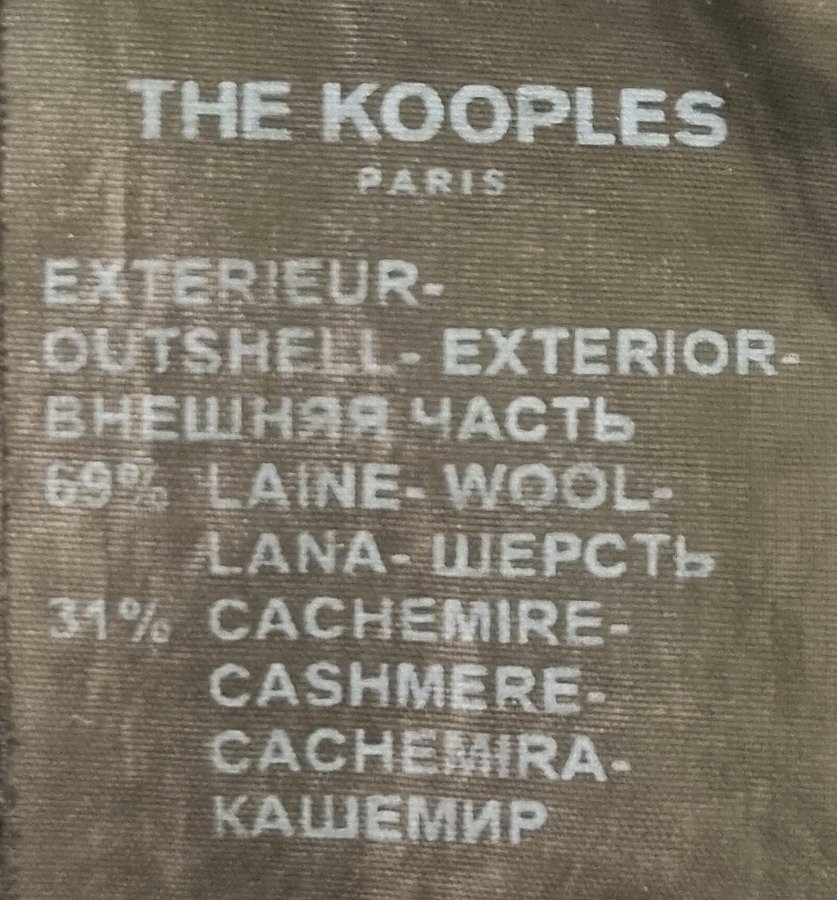 THE KOOPLES
PARIS
EXTERIEUR-
OUTSHELL- EXTERIOR-
ВНЕШНЯЯ ЧАСТЬ
69% LAINE- WOOL-
LANA- ШЕРСТЬ
31% CACHEMIRE-
CASHMERE-
CACHEMIRA-
КАШЕМИР